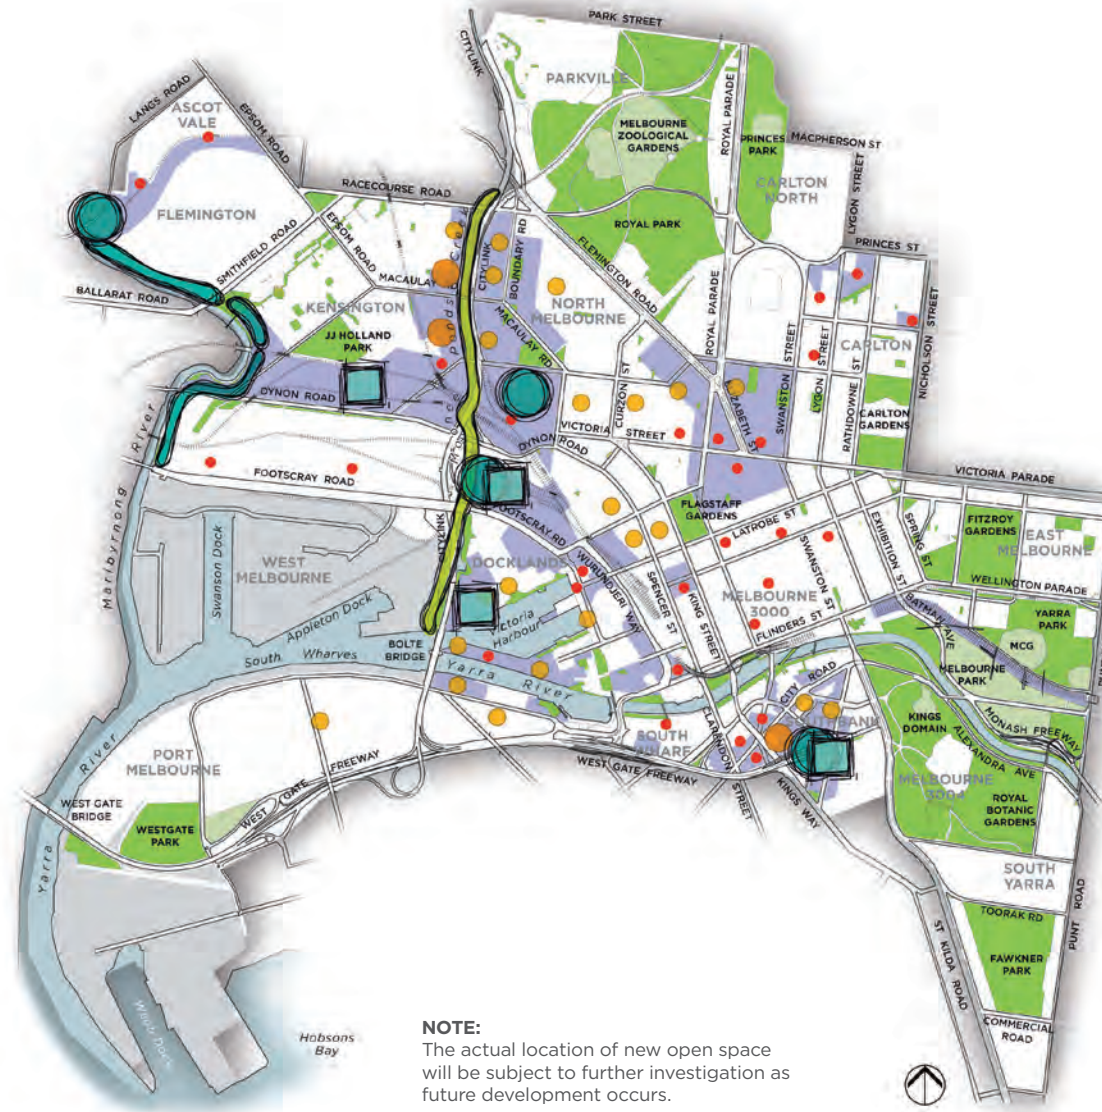 PARK STREET
CITYLINK
LANGS ROAD
ASCOT
VALE
EPSOM ROAD
PARKVILLE
ROYAL PARADE
MELBOURNE
ZOOLOGICAL
GARDENS
PRINCES
PARK
MACPHERSON ST
CARLTON
NORTH
LYGON STREET
RACECOURSE ROAD
FLEMINGTON
ROYAL PARK
PRINCES ST
SMITHFIELD ROAD
EPSOM ROAD
CITYLINK
BOUNDARY RD
FLEMINGTON ROAD
MACAULAY
BALLARAT ROAD
KENSINGTON
NORTH
MELBOURNE
ROYAL PARADE
NICHOLSON STREET
JJ HOLLAND
PARK
MACAULAY RD
STREET
LYGON STREET
CARLTON
DYNON ROAD
CURZON ST
SWANSTON
LYGON
RATHDOWNE ST
CARLTON
GARDENS
VICTORIA STREET
DYNON ROAD
VICTORIA PARADE
FOOTSCRAY ROAD
Maribyrnong River
FLAGSTAFF
GARDENS
LATROBE ST
FITZROY
GARDENS
EAST
MELBOURNE
FOOTSCRAY RD
EXHIBITION ST
SPRING ST
CITYLINK
WEST
MELBOURNE
Swanson Dock
DOCKLANDS
WURUNDJERI WAY
SPENCER ST
KING STREET
SWANSTON ST
MELBOURNE
3000
WELLINGTON PARADE
Appleton Dock
Victoria
Harbour
FLINDERS ST
BATMAN AVE
YARRA
PARK
MCG
BOLTE
BRIDGE
South Wharves
Yarra River
CITY ROAD
MELBOURNE
PARK
SOUTHBANK
KINGS
DOMAIN
MONASH FREEWAY
SOUTH
WHARF
CLARANDON STREET
PORT
MELBOURNE
WEST GATE FREEWAY
WEST GATE FREEWAY
KINGS WAY
ALEXANDRA AVE
MELBOURNE
3004
ROYAL
BOTANIC
GARDENS
WEST GATE
BRIDGE
WESTGATE
PARK
Yarra River
SOUTH
YARRA
PUNT ROAD
TOORAK RD
ST KILDA ROAD
FAWKNER
PARK
COMMERCIAL
ROAD
Webb Dock
Hobsons
Bay
NOTE:
The actual location of new open space
will be subject to further investigation as
future development occurs.